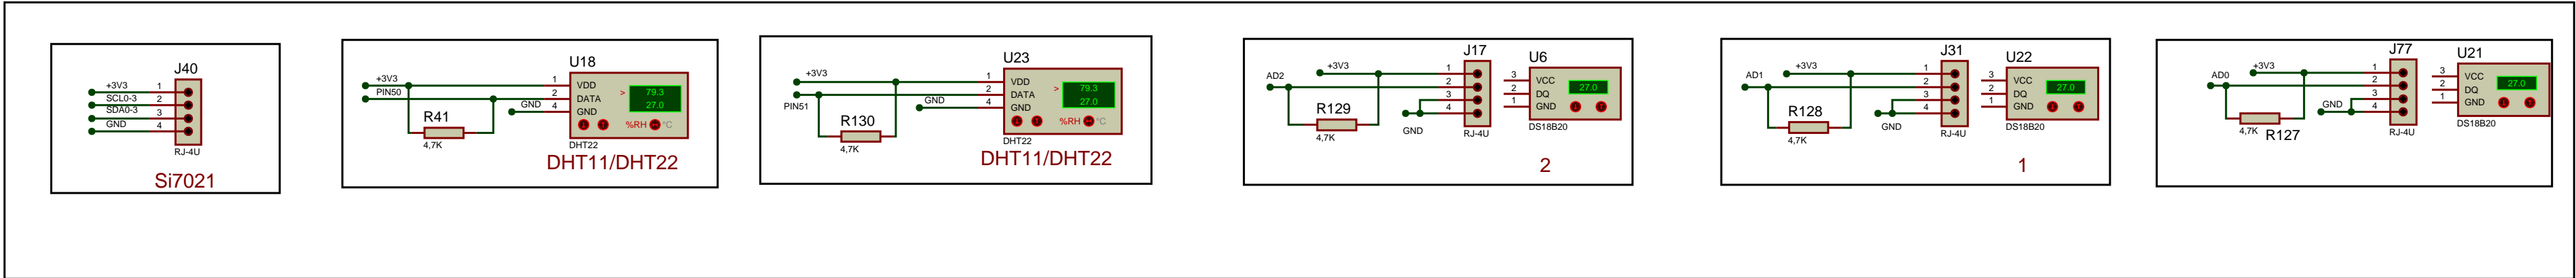 J40
+3V3 1
SCL0-3 2
SDA0-3 3
GND 4
RJ-4U
Si7021
U18
+3V3 1 VDD
PIN50 2 DATA
GND 4 GND
> 79.3
27.0
%RH °C
R41
4,7K
DHT22
DHT11/DHT22
U23
+3V3 1 VDD
PIN51 2 DATA
GND 4 GND
> 79.3
27.0
%RH °C
R130
4,7K
DHT22
DHT11/DHT22
J17 U6
+3V3 1 3 VCC
AD2 2 2 DQ 27.0
3 1 GND
GND 4
R129
4,7K
RJ-4U DS18B20
2
J31 U22
+3V3 1 3 VCC
AD1 2 2 DQ 27.0
3 1 GND
GND 4
R128
4,7K
RJ-4U DS18B20
1
J77 U21
+3V3 1 3 VCC
AD0 2 2 DQ 27.0
3 1 GND
GND 4
4,7K R127
RJ-4U DS18B20